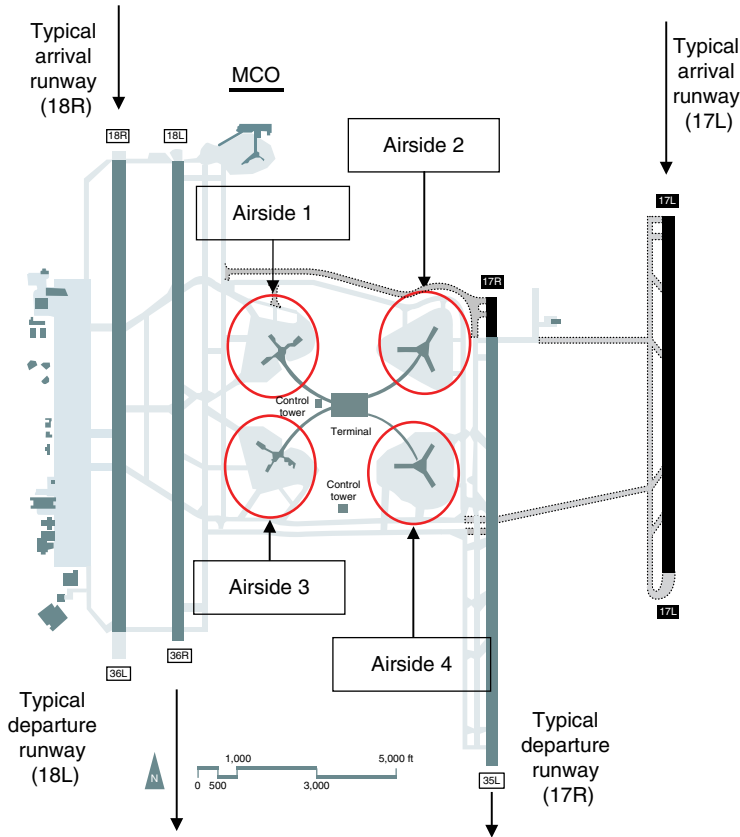 Typical
arrival
runway
(18R)
MCO
Typical
arrival
runway
(17L)
18R
18L
Airside 2
Airside 1
17L
17R
Control
tower
Terminal
Control
tower
Airside 3
17L
Airside 4
36L
36R
Typical
departure
runway
(18L)
Typical
departure
runway
(17R)
N
1,000
5,000 ft
0
500
3,000
35L